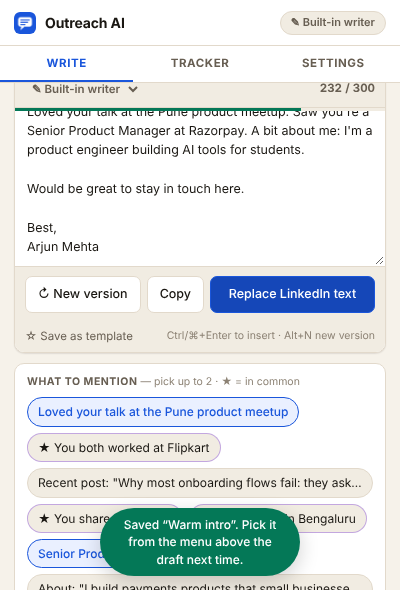 Outreach AI
✎ Built-in writer
WRITE
TRACKER
SETTINGS
✎ Built-in writer
232 / 300
Loved your talk at the Pune product meetup. Saw you're a
Senior Product Manager at Razorpay. A bit about me: I'm a
product engineer building AI tools for students.
Would be great to stay in touch here.
Best,
Arjun Mehta
↻ New version
Copy
Replace LinkedIn text
☆ Save as template
Ctrl/⌘+Enter to insert · Alt+N new version
WHAT TO MENTION — pick up to 2 · ★ = in common
Loved your talk at the Pune product meetup
★ You both worked at Flipkart
Recent post: "Why most onboarding flows fail: they ask...
★ You share
Bengaluru
Senior
Saved “Warm intro”. Pick it
from the menu above the
draft next time.
About: "I build payments products that small businesse...